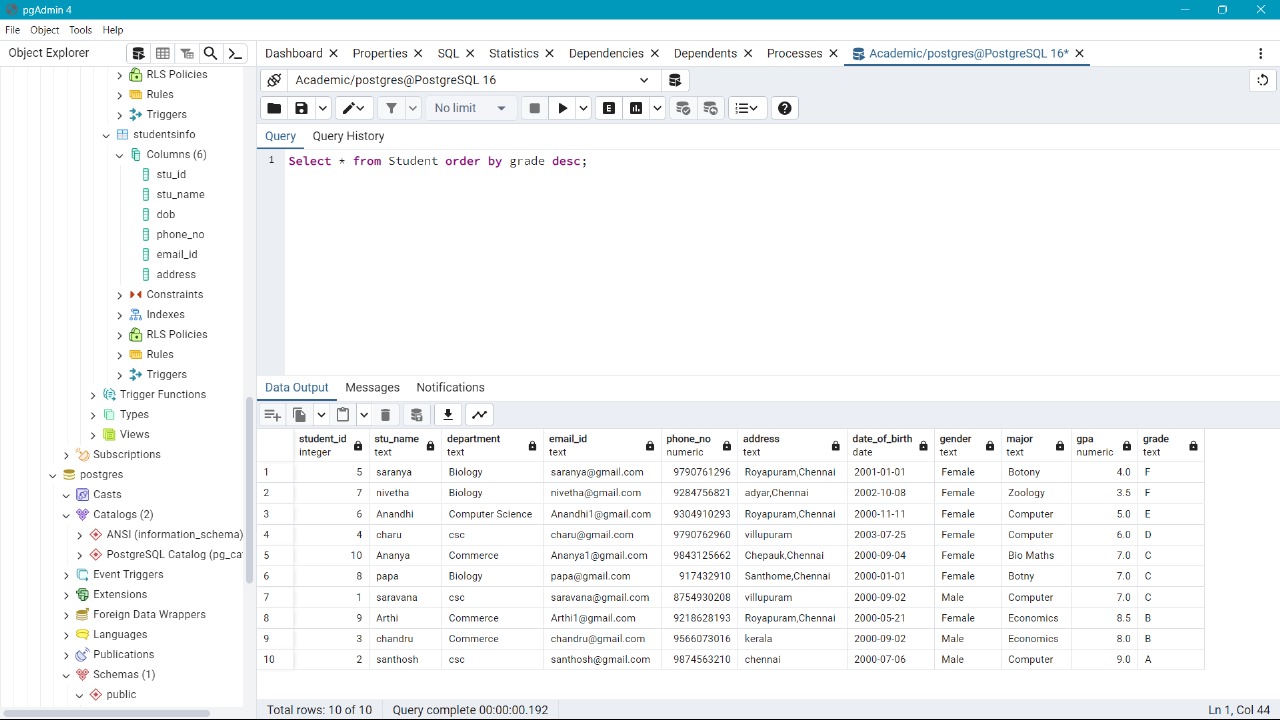 pgAdmin 4
File Object Tools Help
Object Explorer
Dashboard Properties SQL Statistics Dependencies Dependents Processes Academic/postgres@PostgreSQL 16*
Academic/postgres@PostgreSQL 16
No limit
E
Query Query History
1 Select * from Student order by grade desc;
RLS Policies
Rules
Triggers
studentsinfo
Columns (6)
stu_id
stu_name
dob
phone_no
email_id
address
Constraints
Indexes
RLS Policies
Rules
Triggers
Trigger Functions
Types
Views
Subscriptions
postgres
Casts
Catalogs (2)
ANSI (information_schema)
PostgreSQL Catalog (pg_ca
Event Triggers
Extensions
Foreign Data Wrappers
Languages
Publications
Schemas (1)
public
Data Output Messages Notifications
student_id stu_name department email_id phone_no address date_of_birth gender major gpa grade
integer text text text numeric text date text text numeric text
1 5 saranya Biology saranya@gmail.com 9790761296 Royapuram,Chennai 2001-01-01 Female Botony 4.0 F
2 7 nivetha Biology nivetha@gmail.com 9284756821 adyar,Chennai 2002-10-08 Female Zoology 3.5 F
3 6 Anandhi Computer Science Anandhi1@gmail.com 9304910293 Royapuram,Chennai 2000-11-11 Female Computer 5.0 E
4 4 charu csc charu@gmail.com 9790762960 villupuram 2003-07-25 Female Computer 6.0 D
5 10 Ananya Commerce Ananya1@gmail.com 9843125662 Chepauk,Chennai 2000-09-04 Female Bio Maths 7.0 C
6 8 papa Biology papa@gmail.com 917432910 Santhome,Chennai 2000-01-01 Female Botny 7.0 C
7 1 saravana csc saravana@gmail.com 8754930208 villupuram 2000-09-02 Male Computer 7.0 C
8 9 Arthi Commerce Arthi1@gmail.com 9218628193 Royapuram,Chennai 2000-05-21 Female Economics 8.5 B
9 3 chandru Commerce chandru@gmail.com 9566073016 kerala 2000-09-02 Male Economics 8.0 B
10 2 santhosh csc santhosh@gmail.com 9874563210 chennai 2000-07-06 Male Computer 9.0 A
Total rows: 10 of 10 Query complete 00:00:00.192 Ln 1, Col 44